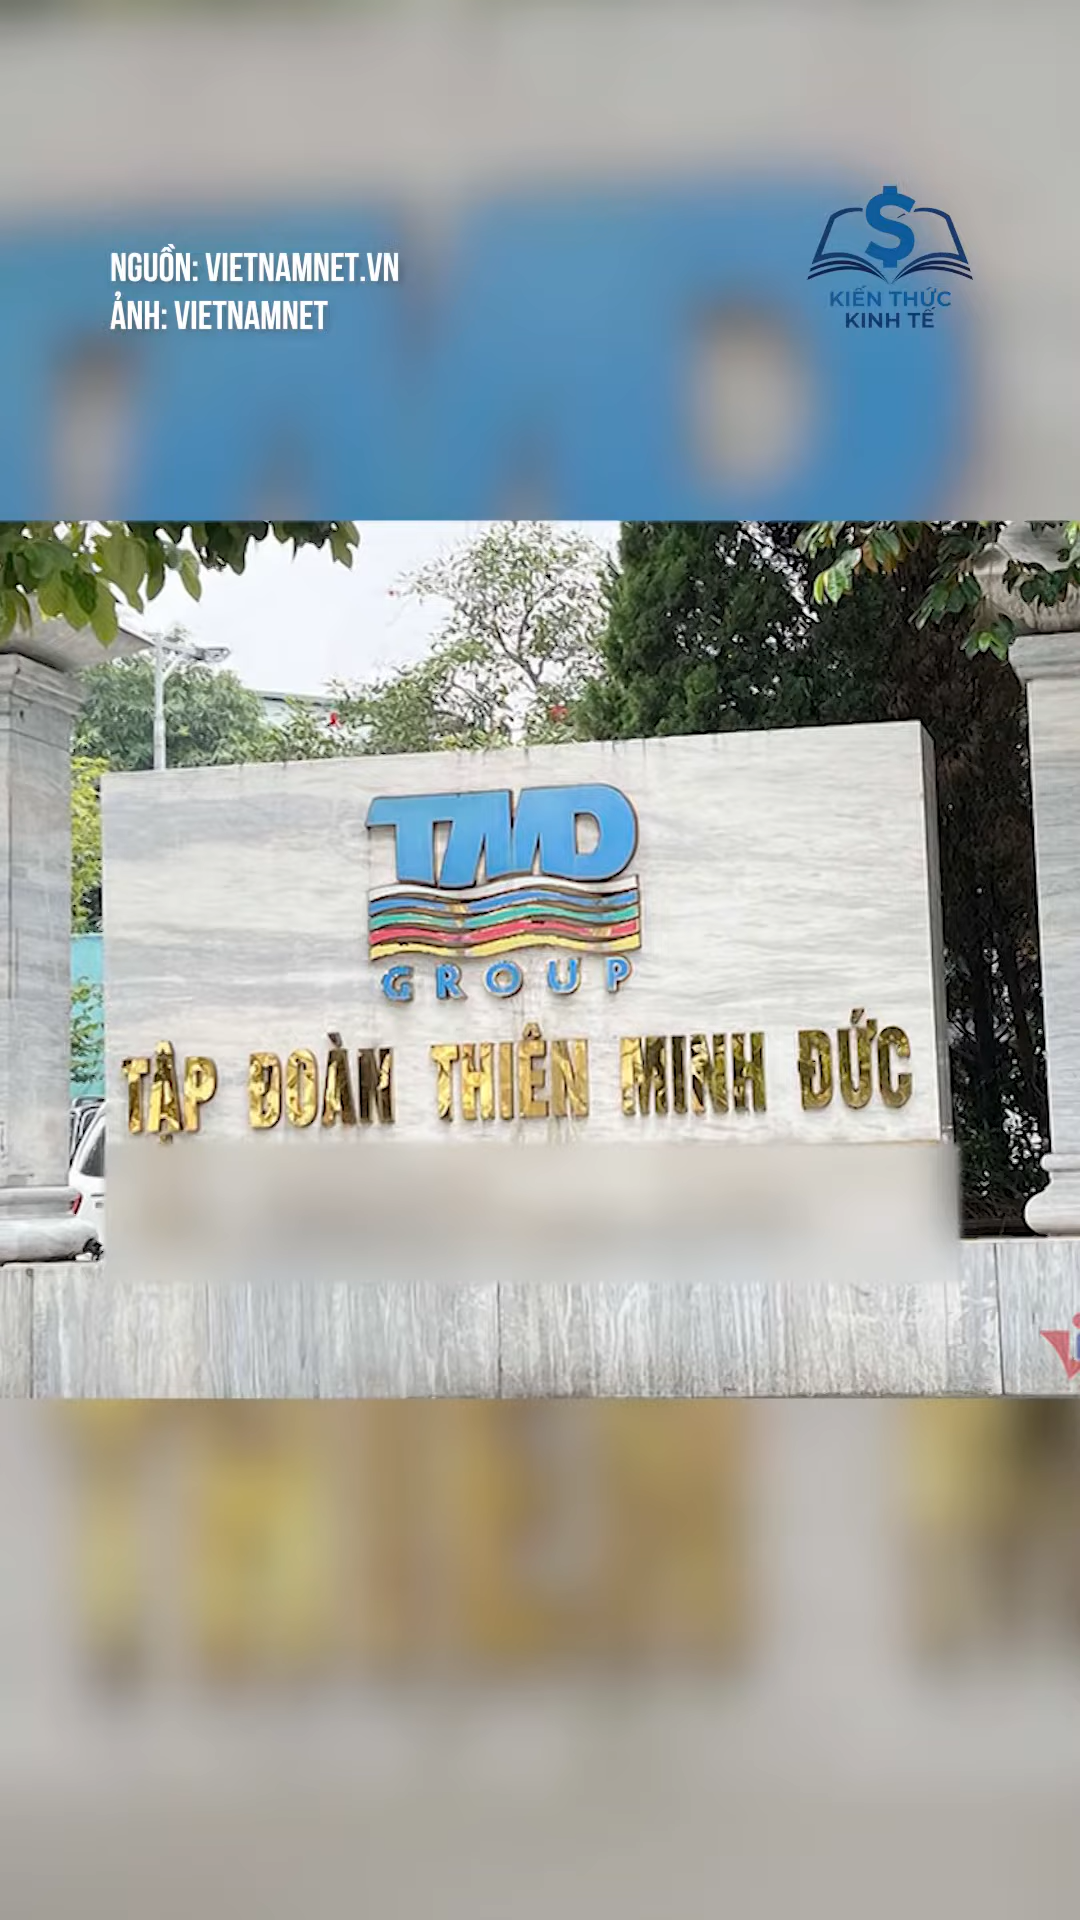 NGUỒN: VIETNAMNET.VN
ẢNH: VIETNAMNET
$
KIẾN THỨC
KINH TẾ
TMD
GROUP
TẬP ĐOÀN THIÊN MINH ĐỨC